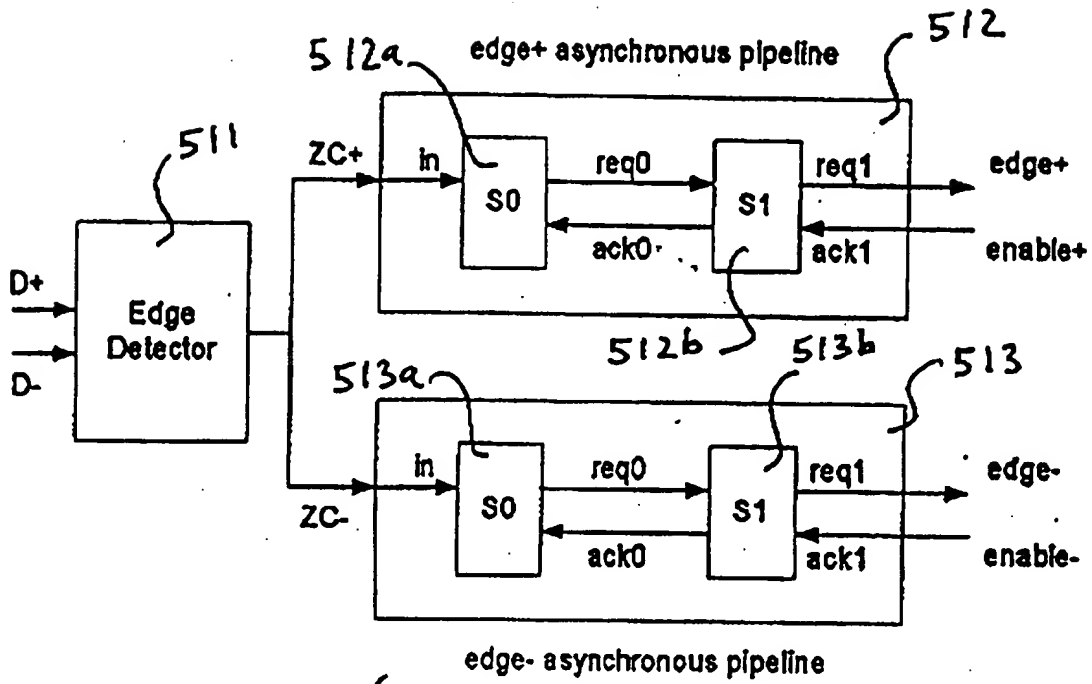 512
512a
edge+ asynchronous pipeline
511
ZC+
in
S0
req0
ack0
S1
req1
ack1
edge+
enable+
D+
D-
Edge
Detector
512b
513b
513a
513
ZC-
in
S0
req0
ack0
S1
req1
ack1
edge-
enable-
edge- asynchronous pipeline